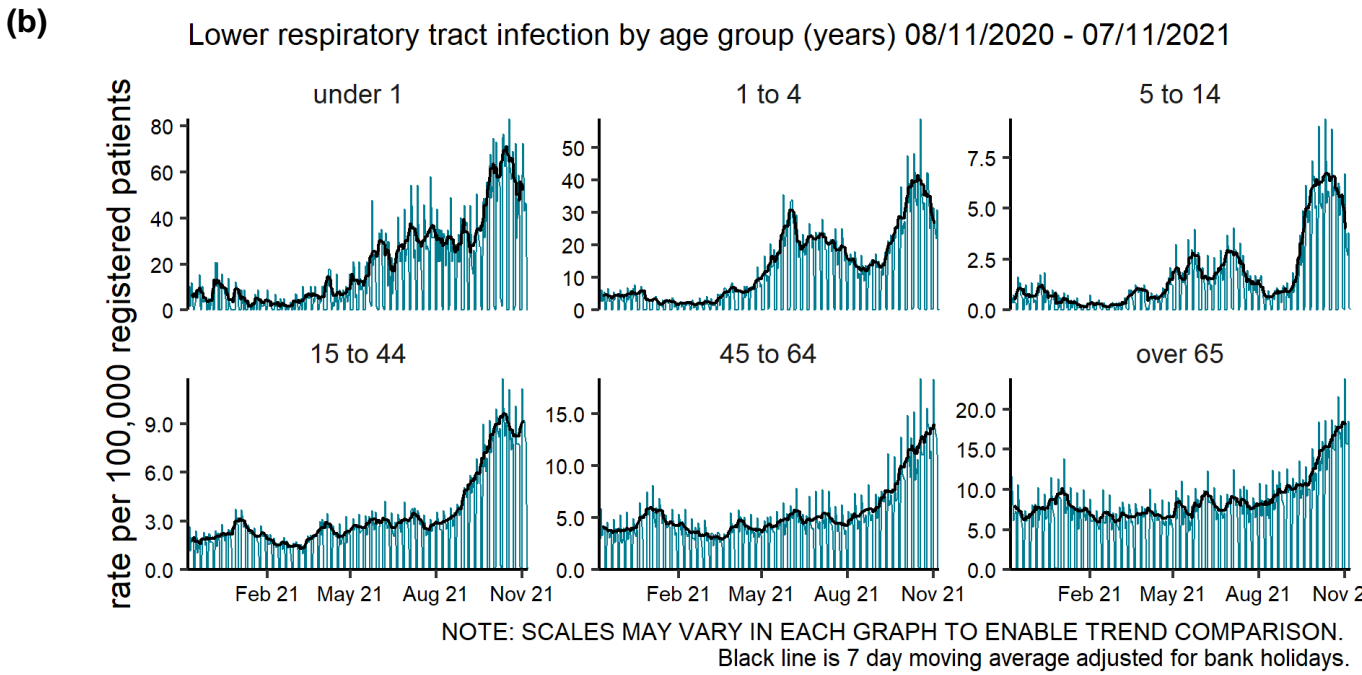 (b)
Lower respiratory tract infection by age group (years) 08/11/2020 - 07/11/2021
rate per 100,000 registered patients
under 1
80
60
40
20
0
1 to 4
50
40
30
20
10
0
5 to 14
7.5
5.0
2.5
0.0
15 to 44
9.0
6.0
3.0
0.0
Feb 21 May 21 Aug 21 Nov 21
45 to 64
15.0
10.0
5.0
0.0
Feb 21 May 21 Aug 21 Nov 21
over 65
20.0
15.0
10.0
5.0
0.0
Feb 21 May 21 Aug 21 Nov 2
NOTE: SCALES MAY VARY IN EACH GRAPH TO ENABLE TREND COMPARISON.
Black line is 7 day moving average adjusted for bank holidays.